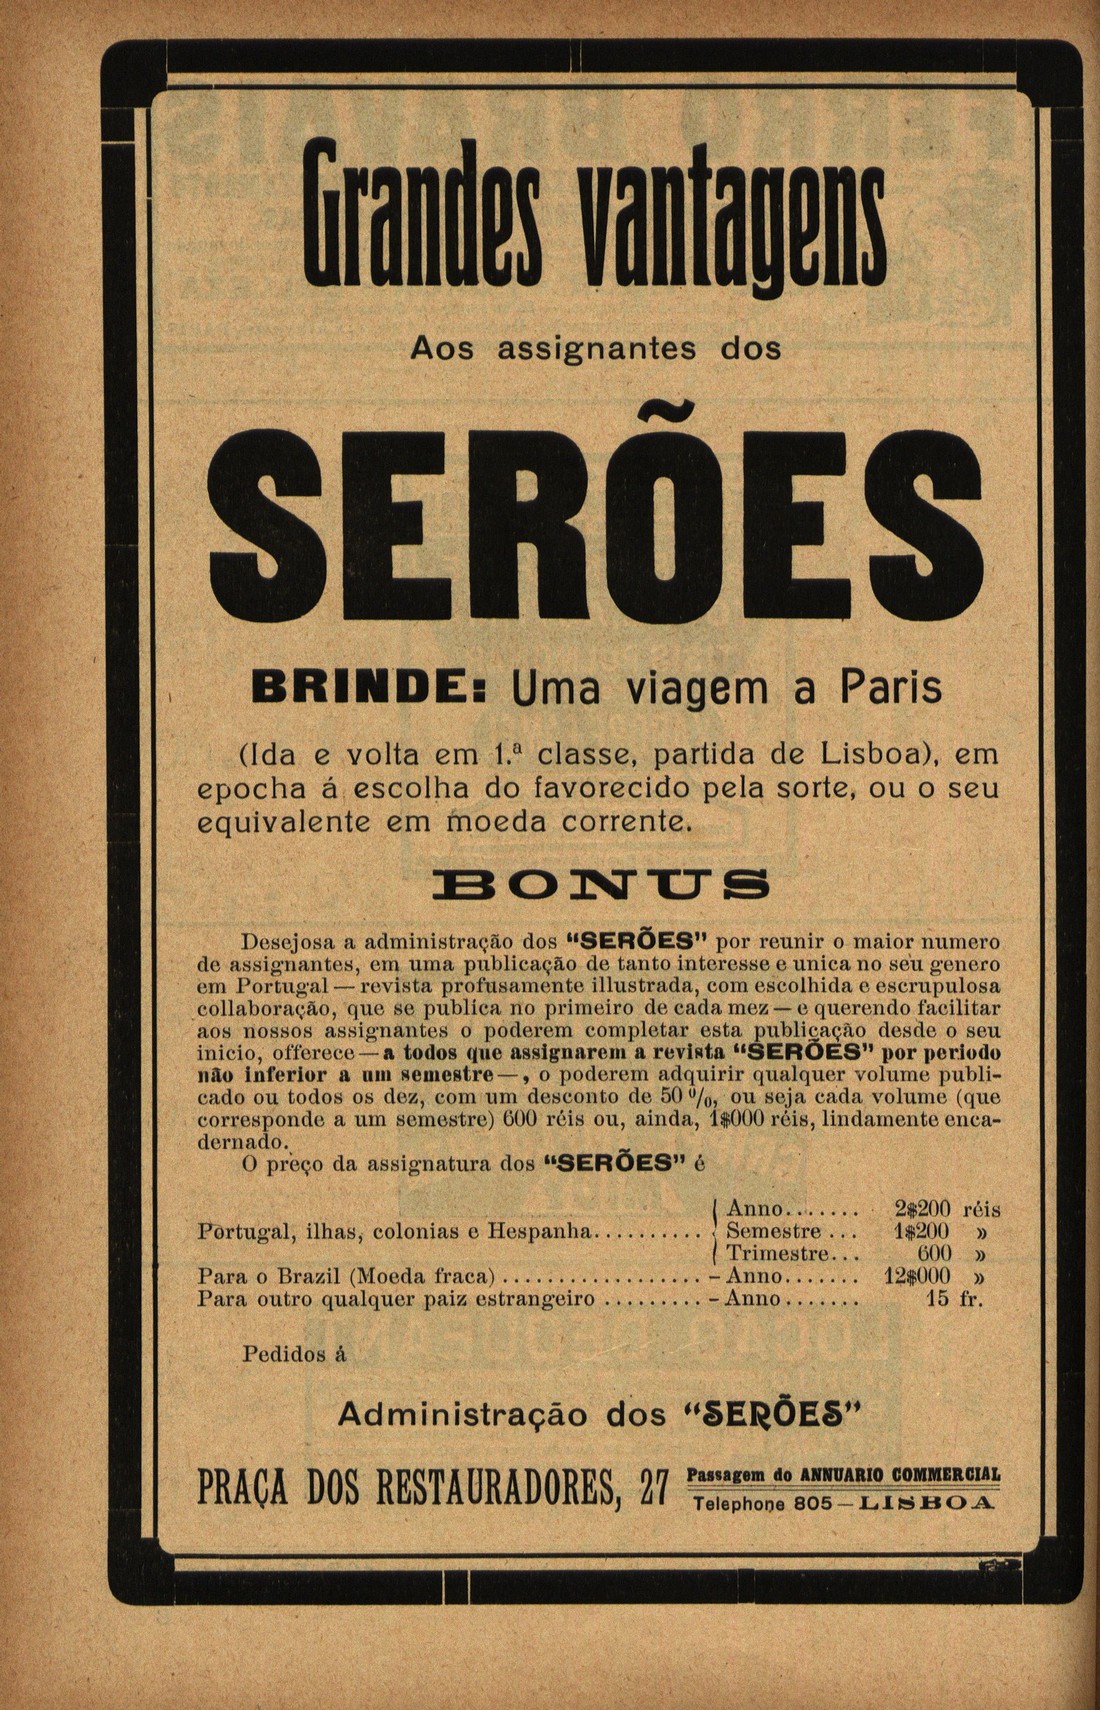 Grandes vantagens
Aos assignantes dos
SERÕES
BRINDE: Uma viagem a Paris
(Ida e volta em 1.ª classe, partida de Lisboa), em
epocha á escolha do favorecido pela sorte, ou o seu
equivalente em moeda corrente.
BONUS
Desejosa a administração dos “SERÕES” por reunir o maior numero
de assignantes, em uma publicação de tanto interesse e unica no seu genero
em Portugal — revista profusamente illustrada, com escolhida e escrupulosa
collaboração, que se publica no primeiro de cada mez — e querendo facilitar
aos nossos assignantes o poderem completar esta publicação desde o seu
inicio, offerece — a todos que assignarem a revista “SERÕES” por periodo
não inferior a um semestre —, o poderem adquirir qualquer volume publi-
cado ou todos os dez, com um desconto de 50 %, ou seja cada volume (que
corresponde a um semestre) 600 réis ou, ainda, 1$000 réis, lindamente enca-
dernado.
O preço da assignatura dos “SERÕES” é
Anno....... 2$200 réis
Portugal, ilhas, colonias e Hespanha.......... Semestre ... 1$200 »
Trimestre... 600 »
Para o Brazil (Moeda fraca) .................. – Anno....... 12$000 »
Para outro qualquer paiz estrangeiro ......... – Anno....... 15 fr.
Pedidos á
Administração dos “SERÕES”
PRAÇA DOS RESTAURADORES, 27 Passagem do ANNUARIO COMMERCIAL
Telephone 805 — LISBOA